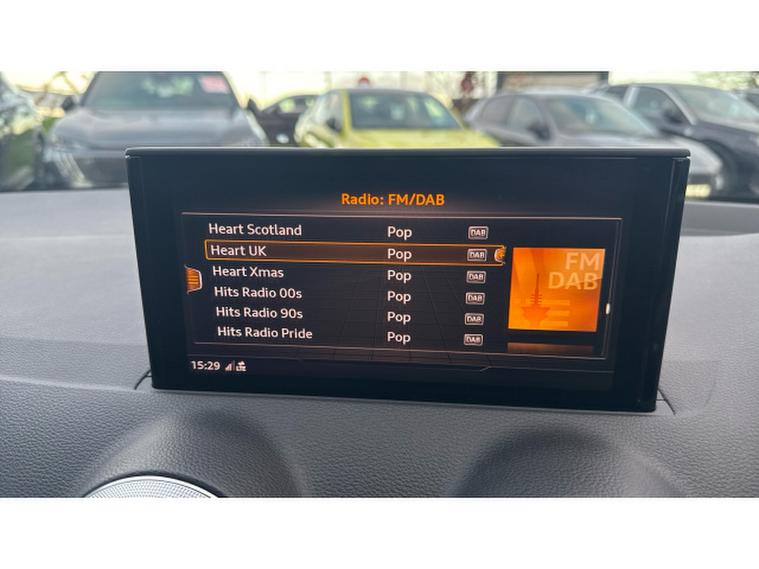 Radio: FM/DAB
Heart Scotland Pop DAB
Heart UK Pop DAB
Heart Xmas Pop DAB
Hits Radio 00s Pop DAB
Hits Radio 90s Pop DAB
Hits Radio Pride Pop DAB
FM
DAB
15:29 LTE